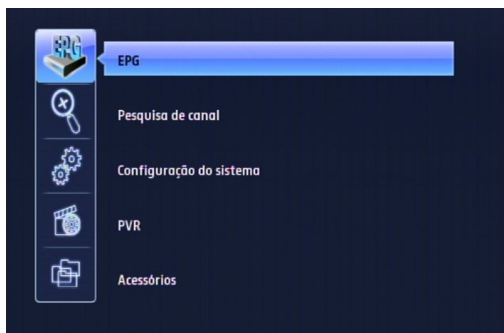 EPG
EPG
Pesquisa de canal
Configuração do sistema
PVR
Acessórios